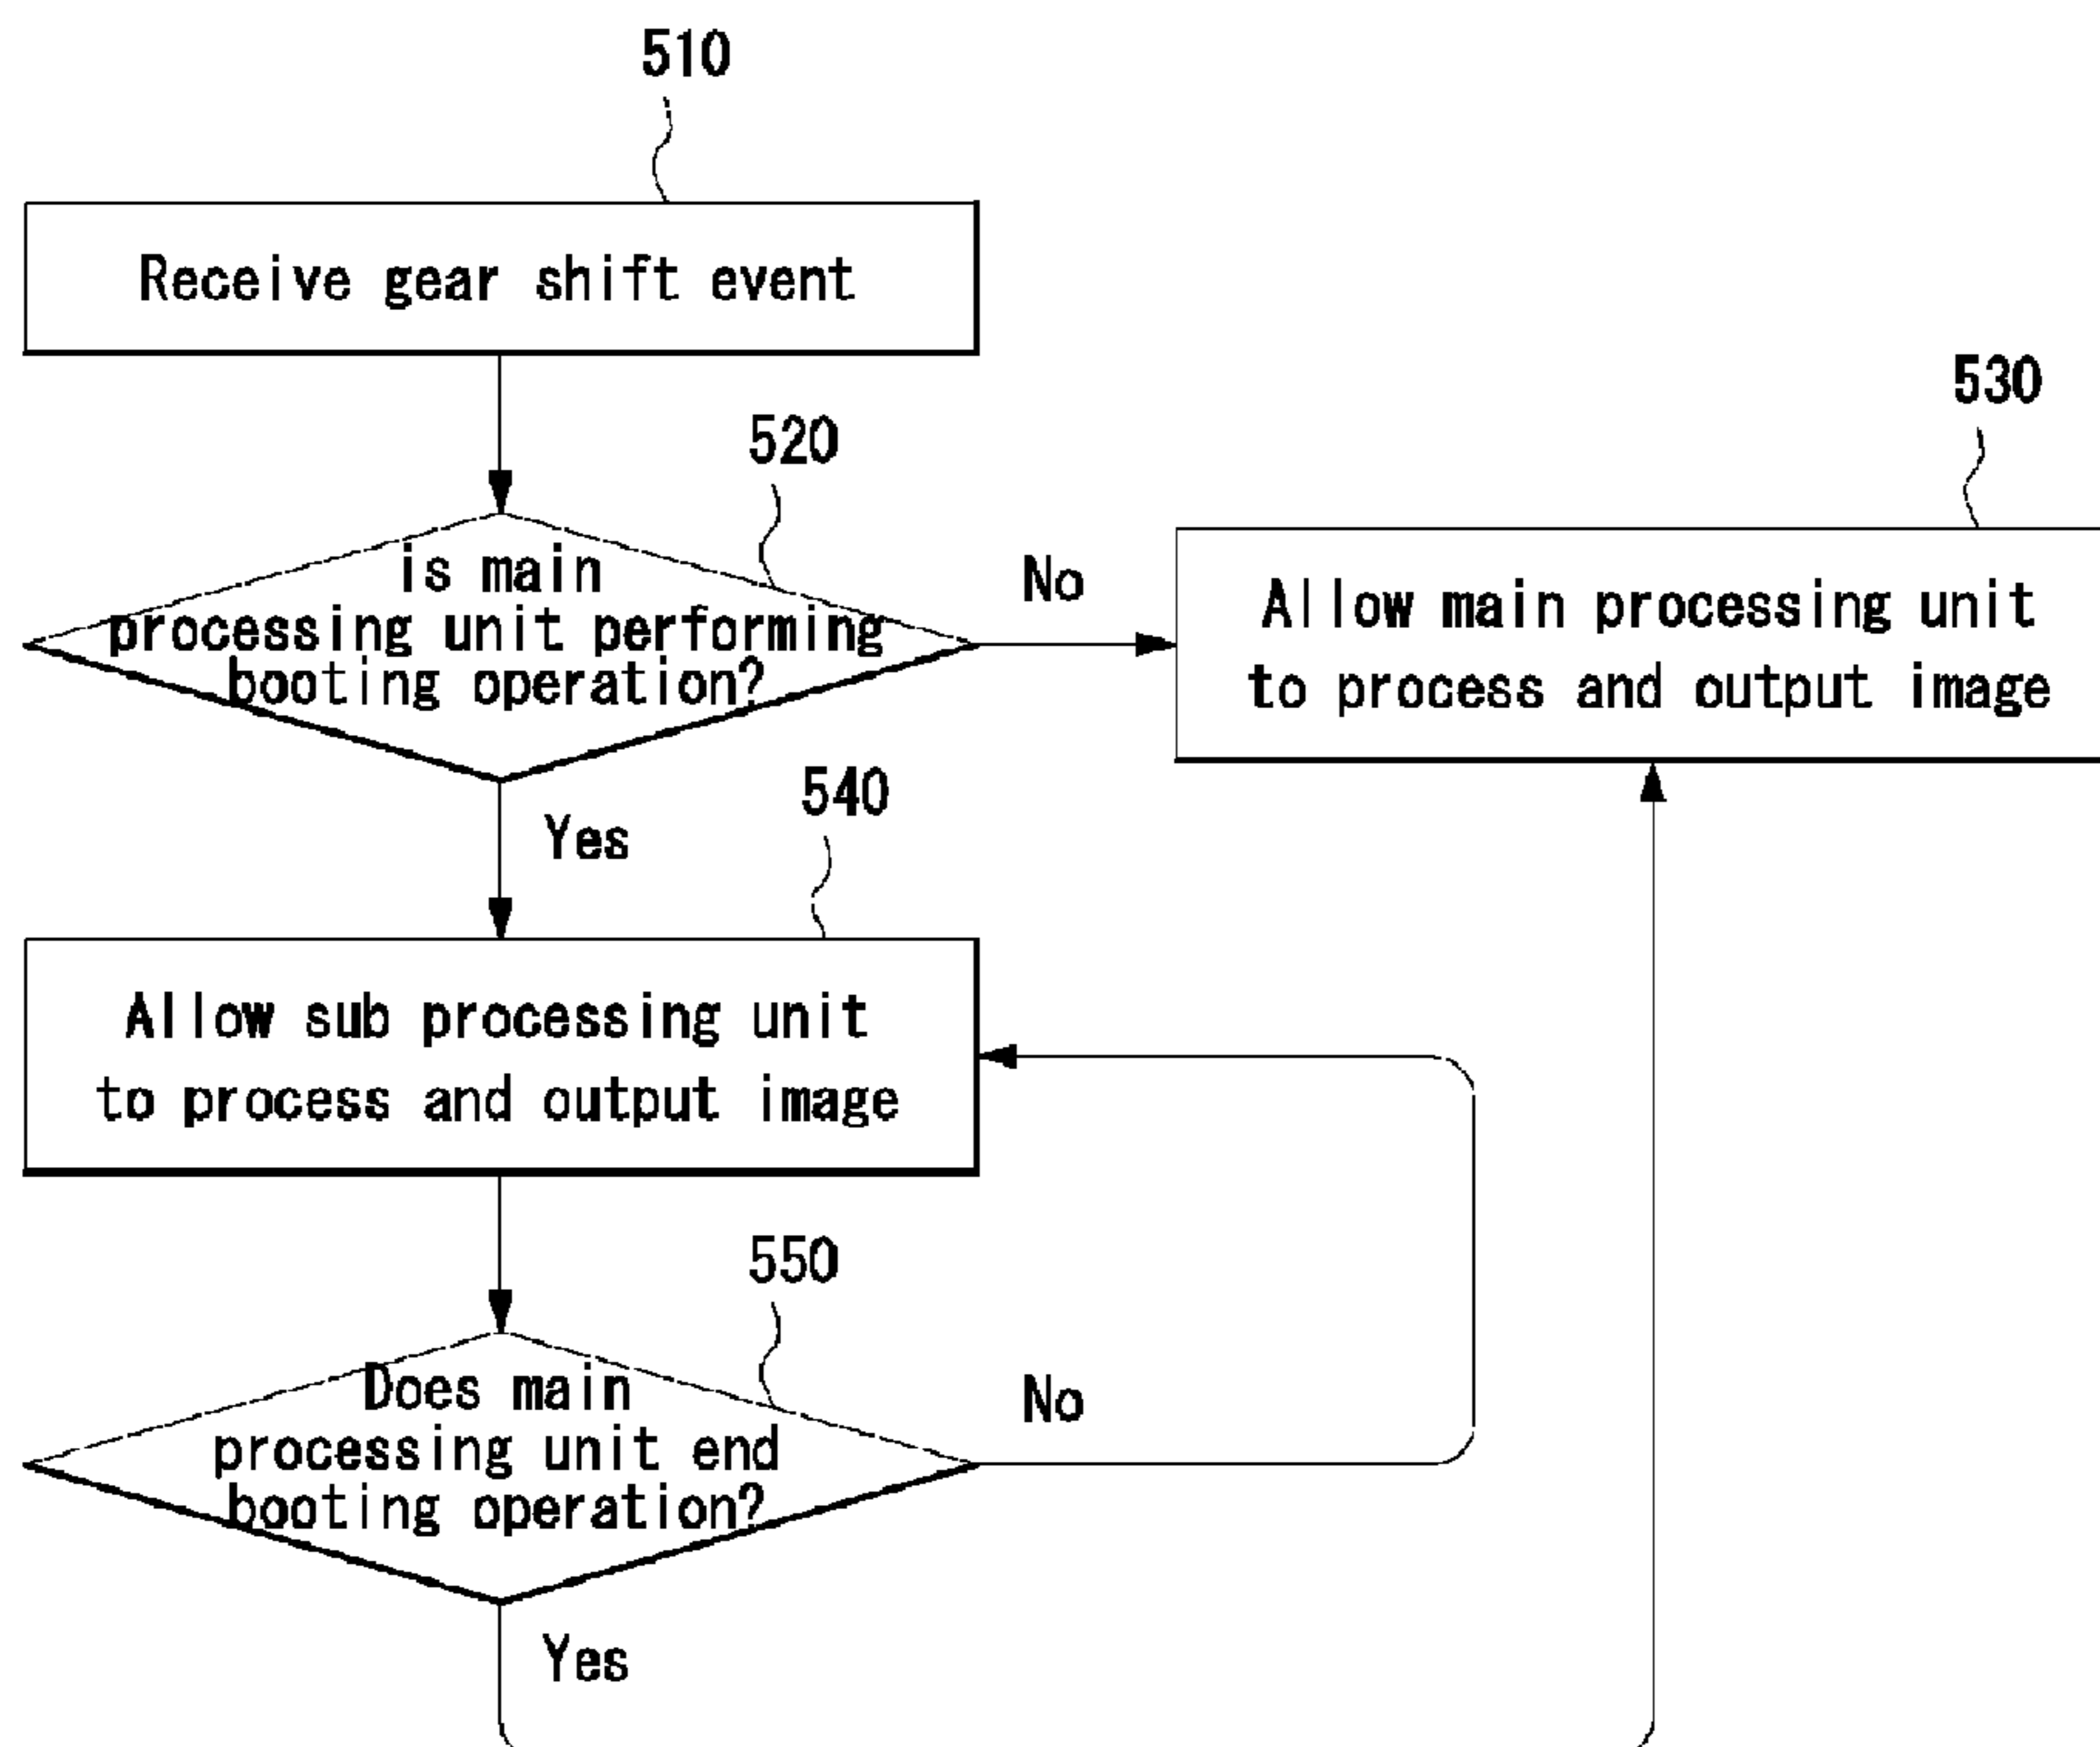 510
Receive gear shift event
520
is main
processing unit performing
booting operation?
No
530
Allow main processing unit
to process and output image
Yes
540
Allow sub processing unit
to process and output image
550
Does main
processing unit end
booting operation?
No
Yes